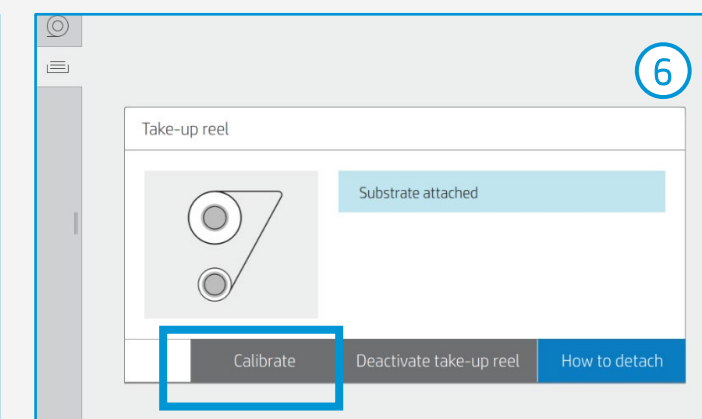 6
Take-up reel
Substrate attached
Calibrate
Deactivate take-up reel
How to detach